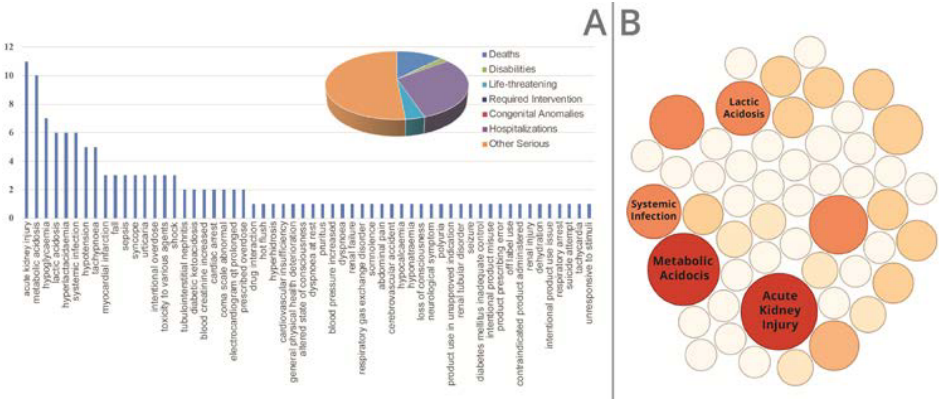 A
12
10
8
6
4
2
0
Deaths
Disabilities
Life-threatening
Required Intervention
Congenital Anomalies
Hospitalizations
Other Serious
acute kidney injury
metabolic acidosis
hypoglycaemia
lactic acidosis
hyperlactacidaemia
systemic infection
hypotension
tachypnoea
myocardial infarction
fall
sepsis
syncope
urticaria
intentional overdose
toxicity to various agents
shock
tubulointerstitial nephritis
diabetic ketoacidosis
blood creatinine increased
cardiac arrest
coma scale abnormal
electrocardiogram qt prolonged
prescribed overdose
drug interaction
hot flush
hyperhidrosis
cardiovascular insufficiency
general physical health deterioration
altered state of consciousness
dyspnoea at rest
pruritus
blood pressure increased
dyspnoea
renal failure
respiratory gas exchange disorder
somnolence
abdominal pain
cerebrovascular accident
hypocalcaemia
hyponatraemia
loss of consciousness
neurological symptom
polyuria
product use in unapproved indication
renal tubular disorder
seizure
diabetes mellitus inadequate control
intentional product misuse
product prescribing error
off label use
contraindicated product administered
renal injury
dehydration
intentional product use issue
respiratory arrest
suicide attempt
tachycardia
unresponsive to stimuli
B
Lactic
Acidosis
Systemic
Infection
Metabolic
Acidocis
Acute
Kidney
Injury